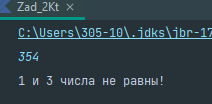 Zad_2Kt
C:\Users\305-10\.jdks\jbr-17
354
1 и 3 числа не равны!